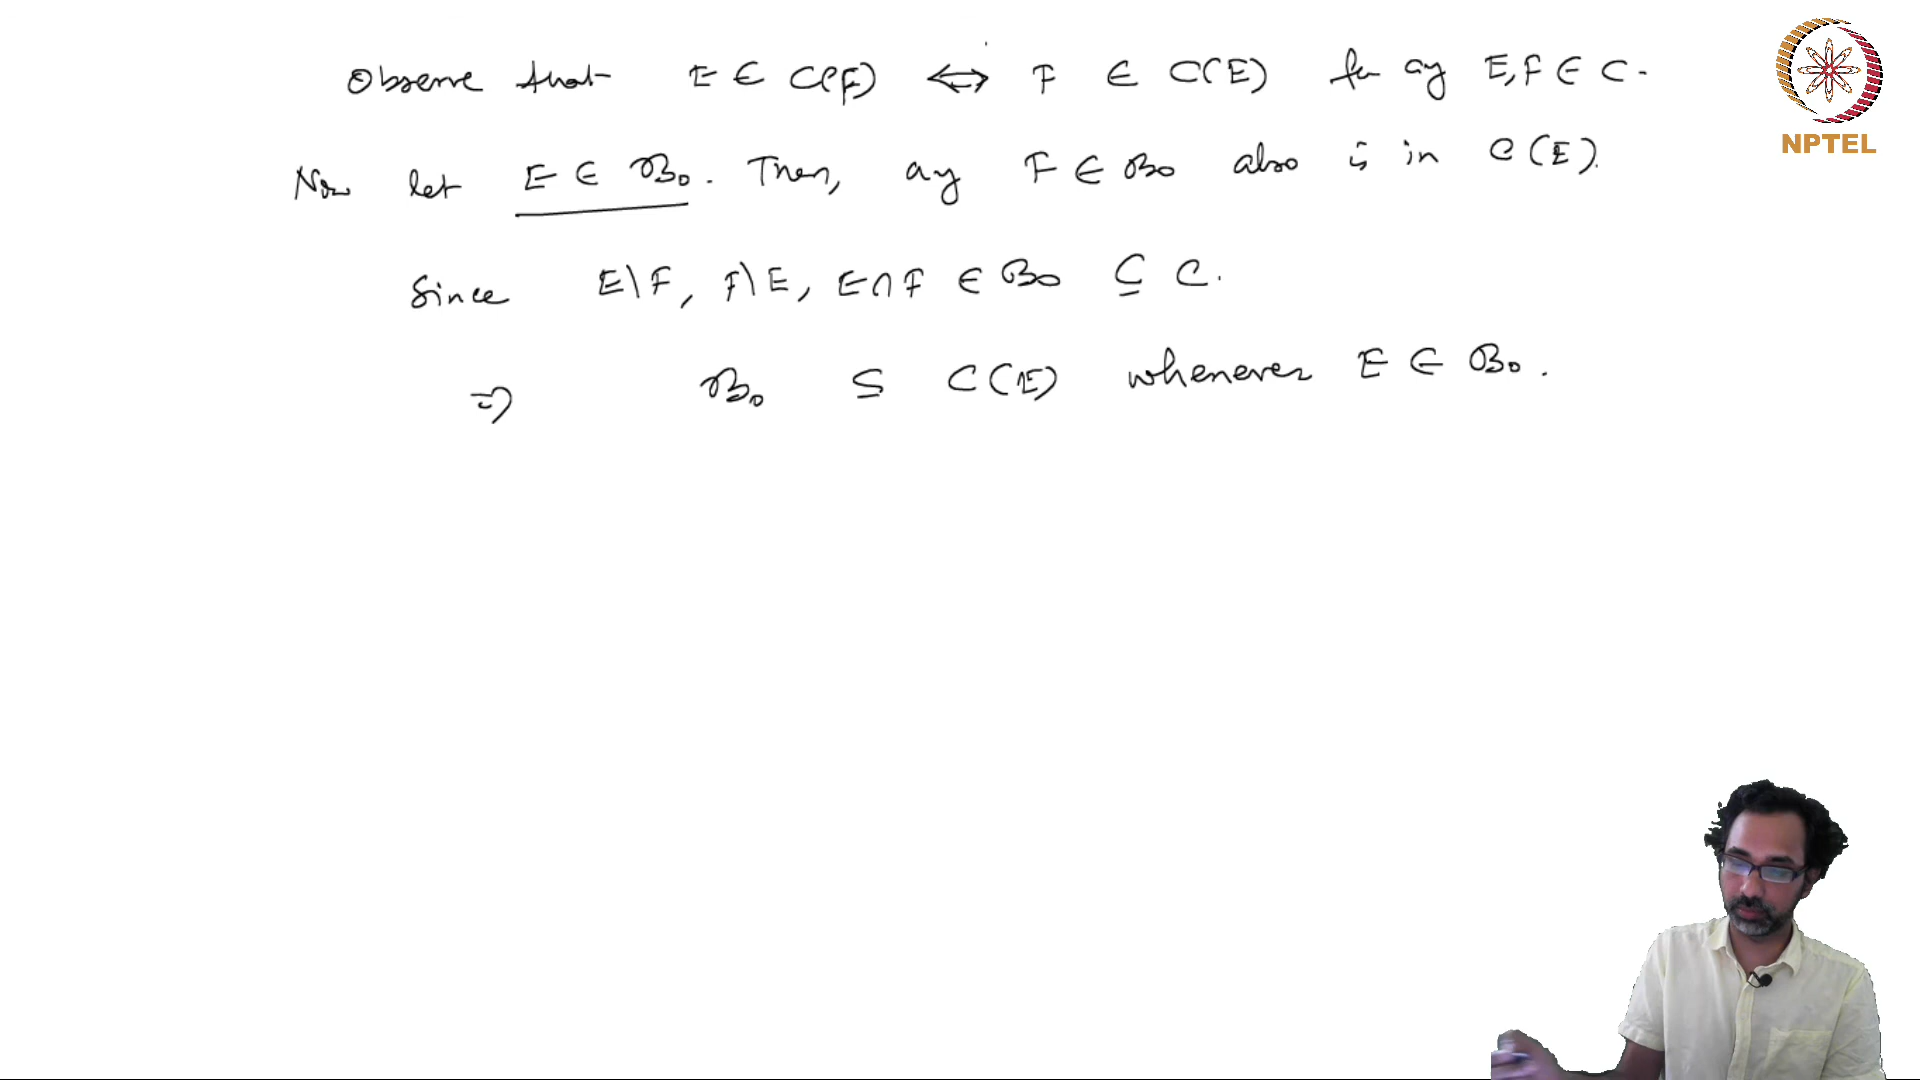 Observe that E ∈ C(F) ↔ F ∈ C(E) for any E, F ∈ C.
NPTEL
Now let E ∈ ℬ₀. Then, any F ∈ ℬ₀ also is in C(E).
Since E\F, F\E, E∩F ∈ ℬ₀ ⊆ C.
⇒ ℬ₀ ⊆ C(E) whenever E ∈ ℬ₀.